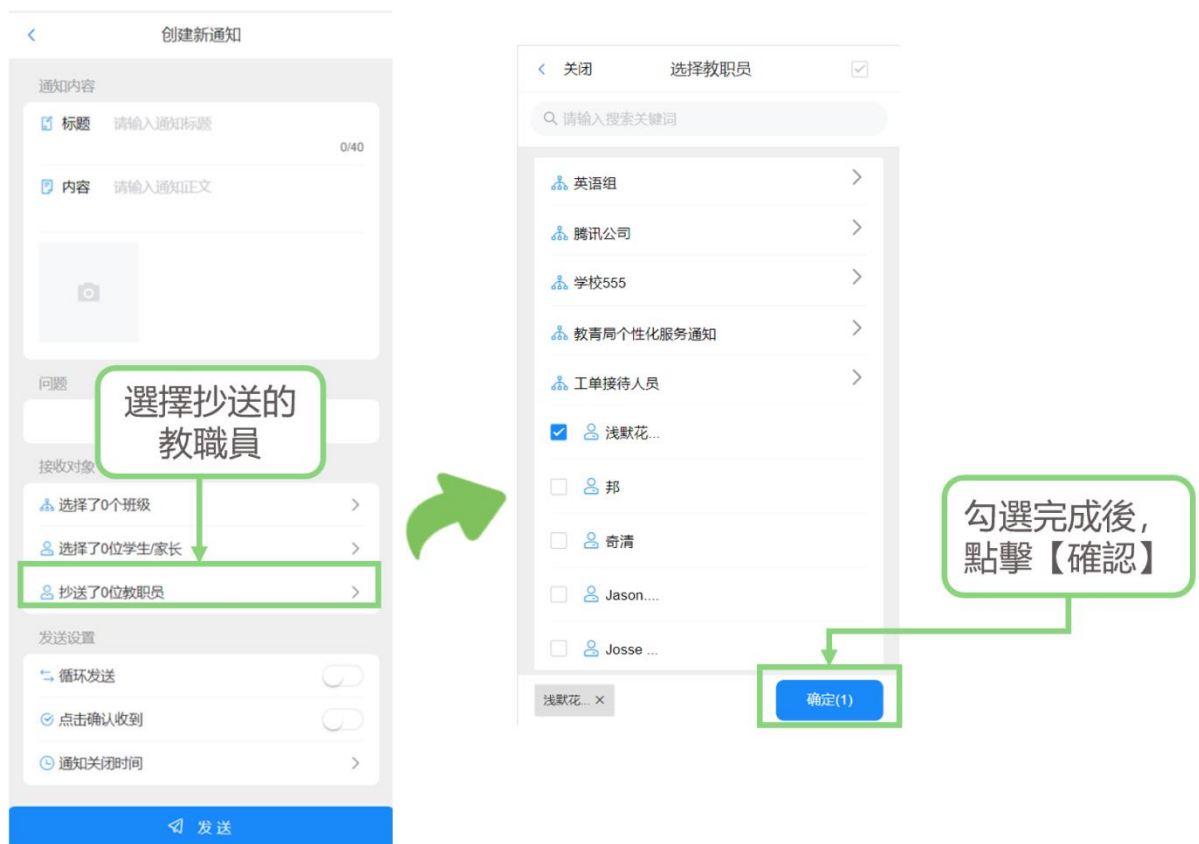 创建新通知
通知内容
标题 请输入通知标题
0/40
内容 请输入通知正文
问题
選擇抄送的
教職員
接收对象
选择了0个班级
选择了0位学生/家长
抄送了0位教职员
发送设置
循环发送
点击确认收到
通知关闭时间
发送
关闭 选择教职员
请输入搜索关键词
英语组
腾讯公司
学校555
教青局个性化服务通知
工单接待人员
浅默花...
邦
奇清
Jason....
Josse ...
浅默花... ×
确定(1)
勾選完成後,
點擊【確認】